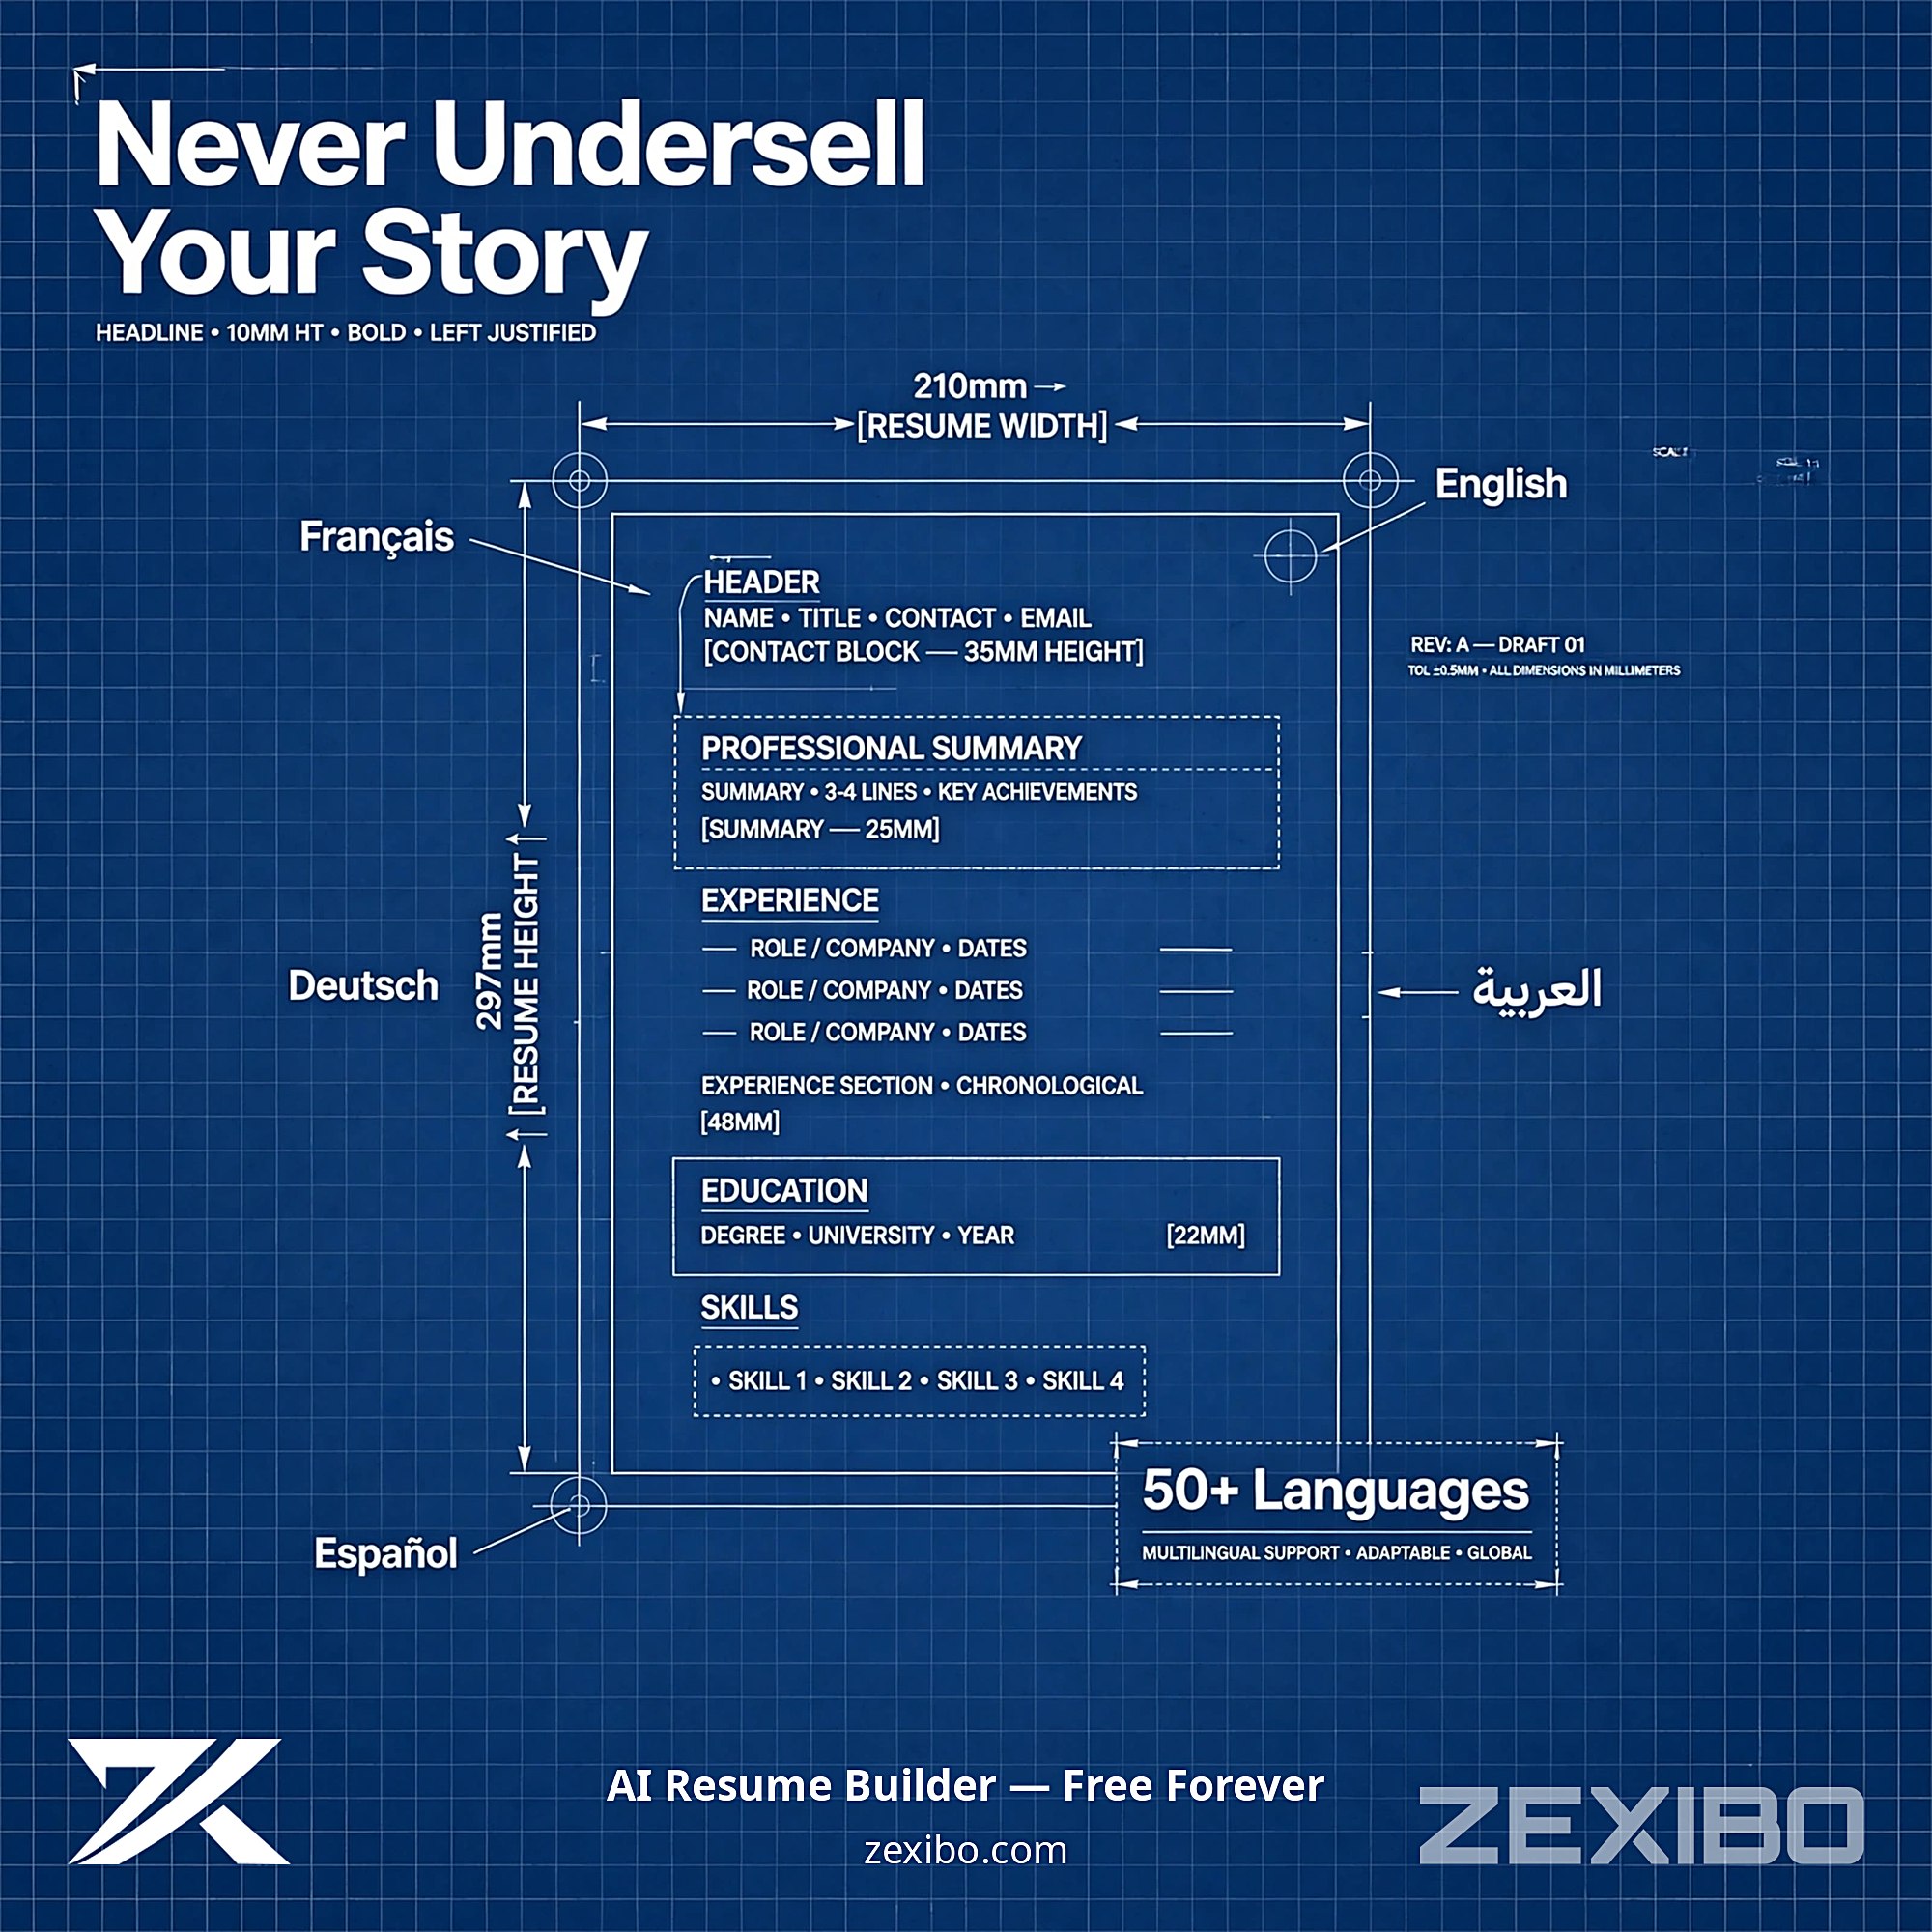 Never Undersell
Your Story
HEADLINE • 10MM HT • BOLD • LEFT JUSTIFIED
210mm
[RESUME WIDTH]
English
Français
HEADER
NAME • TITLE • CONTACT • EMAIL
[CONTACT BLOCK — 35MM HEIGHT]
REV: A — DRAFT 01
TOL ±0.5MM • ALL DIMENSIONS IN MILLIMETERS
PROFESSIONAL SUMMARY
SUMMARY • 3-4 LINES • KEY ACHIEVEMENTS
[SUMMARY — 25MM]
EXPERIENCE
— ROLE / COMPANY • DATES
— ROLE / COMPANY • DATES
— ROLE / COMPANY • DATES
Deutsch
297mm
[RESUME HEIGHT]
العربية
EXPERIENCE SECTION • CHRONOLOGICAL
[48MM]
EDUCATION
DEGREE • UNIVERSITY • YEAR [22MM]
SKILLS
• SKILL 1 • SKILL 2 • SKILL 3 • SKILL 4
50+ Languages
MULTILINGUAL SUPPORT • ADAPTABLE • GLOBAL
Español
AI Resume Builder — Free Forever
zexibo.com
ZEXIBO